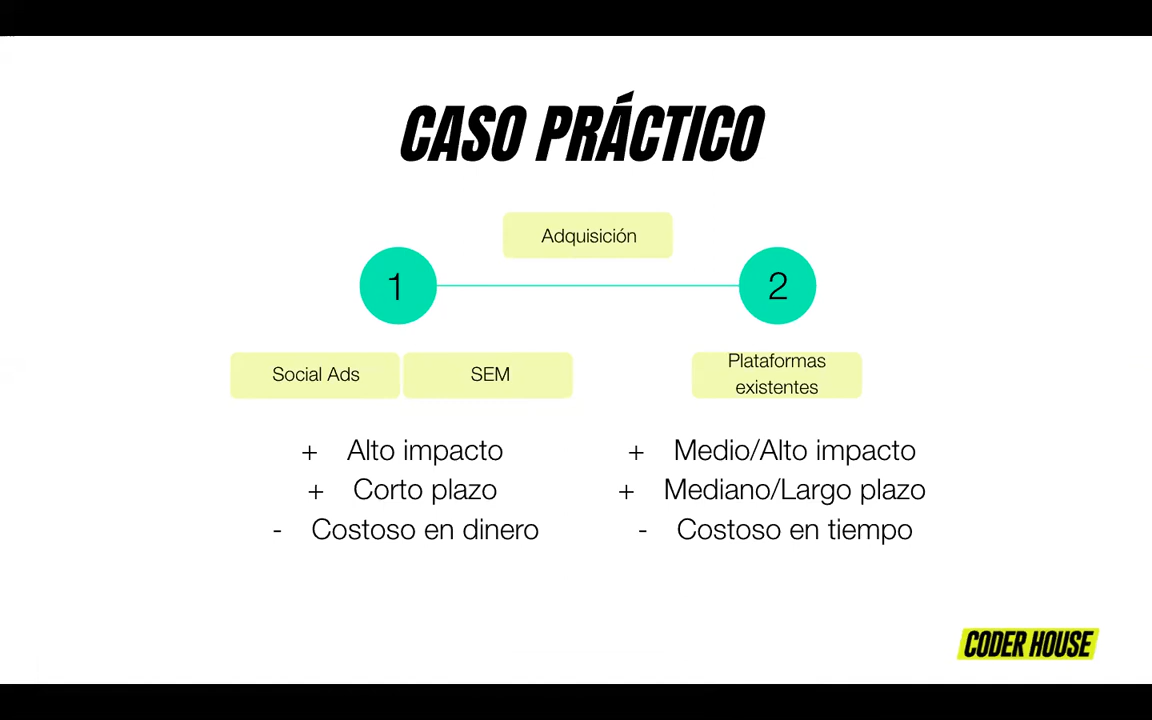 CASO PRÁCTICO
Adquisición
1
2
Social Ads
SEM
Plataformas
existentes
+ Alto impacto
+ Corto plazo
- Costoso en dinero
+ Medio/Alto impacto
+ Mediano/Largo plazo
- Costoso en tiempo
CODER HOUSE